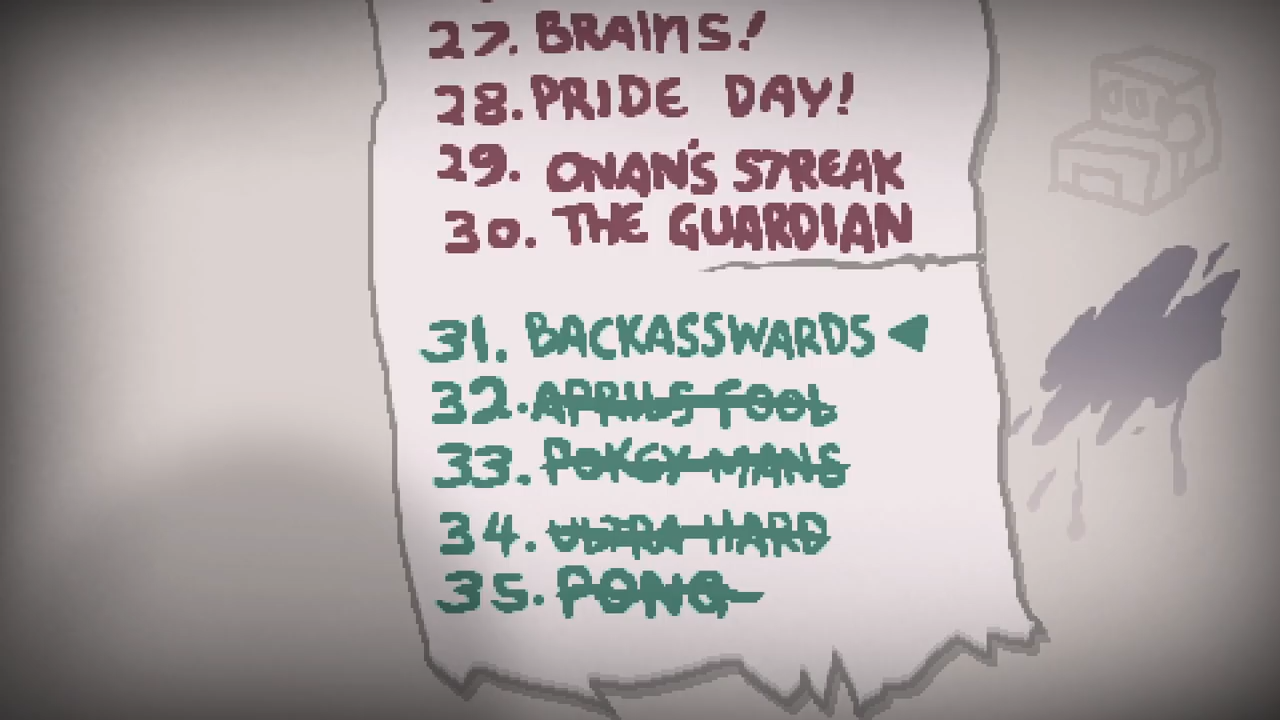 27. BRAINS!
28. PRIDE DAY!
29. ONAN'S STREAK
30. THE GUARDIAN
31. BACKASSWARDS
32. APRILS FOOL
33. POKEY MANS
34. ULTRA HARD
35. PONG